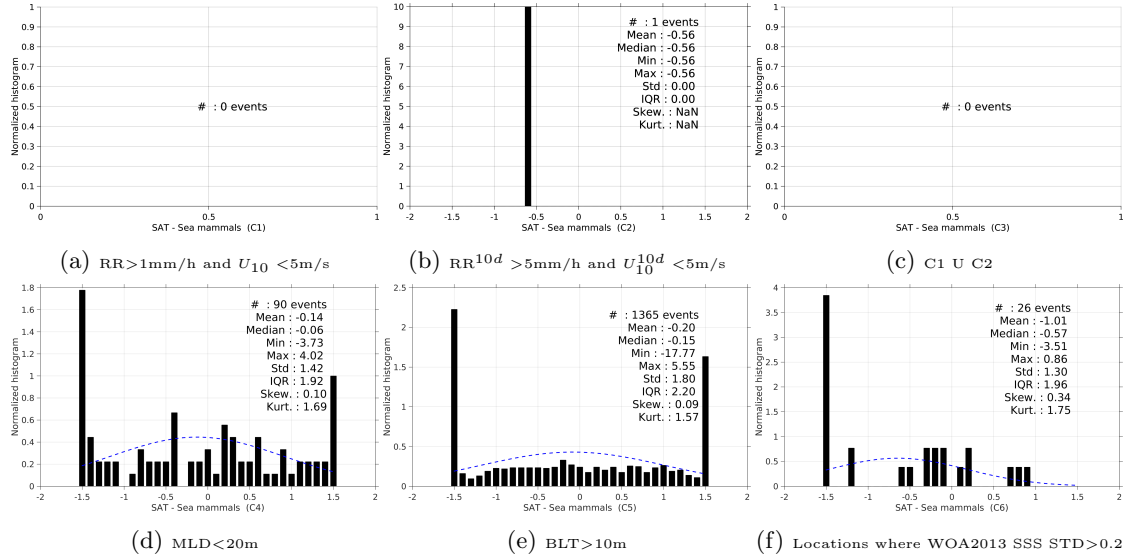 Normalized histogram
1
0.9
0.8
0.7
0.6
0.5
0.4
0.3
0.2
0.1
0
# : 0 events
0 0.5 1
SAT - Sea mammals (C1)
(a) RR>1mm/h and U10 <5m/s
Normalized histogram
10
9
8
7
6
5
4
3
2
1
0
# : 1 events
Mean : -0.56
Median : -0.56
Min : -0.56
Max : -0.56
Std : 0.00
IQR : 0.00
Skew. : NaN
Kurt. : NaN
-2 -1.5 -1 -0.5 0 0.5 1 1.5 2
SAT - Sea mammals (C2)
(b) RR10d >5mm/h and U10d10 <5m/s
Normalized histogram
1
0.9
0.8
0.7
0.6
0.5
0.4
0.3
0.2
0.1
0
# : 0 events
0 0.5 1
SAT - Sea mammals (C3)
(c) C1 U C2
Normalized histogram
1.8
1.6
1.4
1.2
1
0.8
0.6
0.4
0.2
0
# : 90 events
Mean : -0.14
Median : -0.06
Min : -3.73
Max : 4.02
Std : 1.42
IQR : 1.92
Skew. : 0.10
Kurt. : 1.69
-2 -1.5 -1 -0.5 0 0.5 1 1.5 2
SAT - Sea mammals (C4)
(d) MLD<20m
Normalized histogram
2.5
2
1.5
1
0.5
0
# : 1365 events
Mean : -0.20
Median : -0.15
Min : -17.77
Max : 5.55
Std : 1.80
IQR : 2.20
Skew. : 0.09
Kurt. : 1.57
-2 -1.5 -1 -0.5 0 0.5 1 1.5 2
SAT - Sea mammals (C5)
(e) BLT>10m
Normalized histogram
4
3.5
3
2.5
2
1.5
1
0.5
0
# : 26 events
Mean : -1.01
Median : -0.57
Min : -3.51
Max : 0.86
Std : 1.30
IQR : 1.96
Skew. : 0.34
Kurt. : 1.75
-2 -1.5 -1 -0.5 0 0.5 1 1.5 2
SAT - Sea mammals (C6)
(f) Locations where WOA2013 SSS STD>0.2